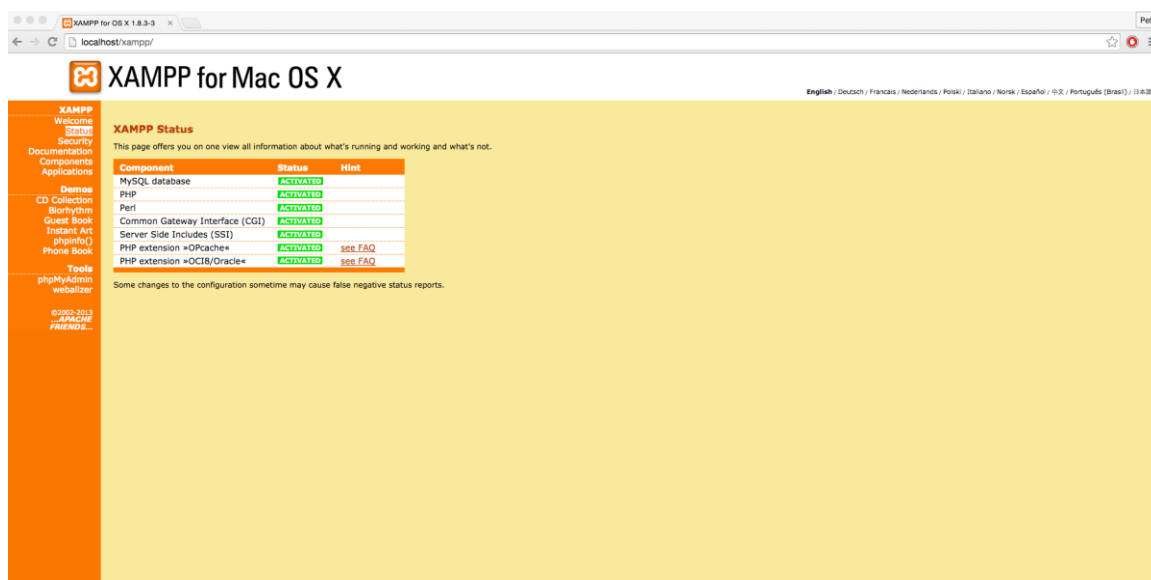 XAMPP for OS X 1.8.3-3
Pet
localhost/xampp/
XAMPP for Mac OS X
English / Deutsch / Francais / Nederlands / Polski / Italiano / Norsk / Español / 中文 / Português (Brasil) / 日本語
XAMPP
Welcome
Status
Security
Documentation
Components
Applications
Demos
CD Collection
Biorhythm
Guest Book
Instant Art
phpinfo()
Phone Book
Tools
phpMyAdmin
webalizer
©2002-2013
...APACHE
FRIENDS...
XAMPP Status
This page offers you on one view all information about what's running and working and what's not.
Component Status Hint
MySQL database ACTIVATED
PHP ACTIVATED
Perl ACTIVATED
Common Gateway Interface (CGI) ACTIVATED
Server Side Includes (SSI) ACTIVATED
PHP extension »OPcache« ACTIVATED see FAQ
PHP extension »OCI8/Oracle« ACTIVATED see FAQ
Some changes to the configuration sometime may cause false negative status reports.